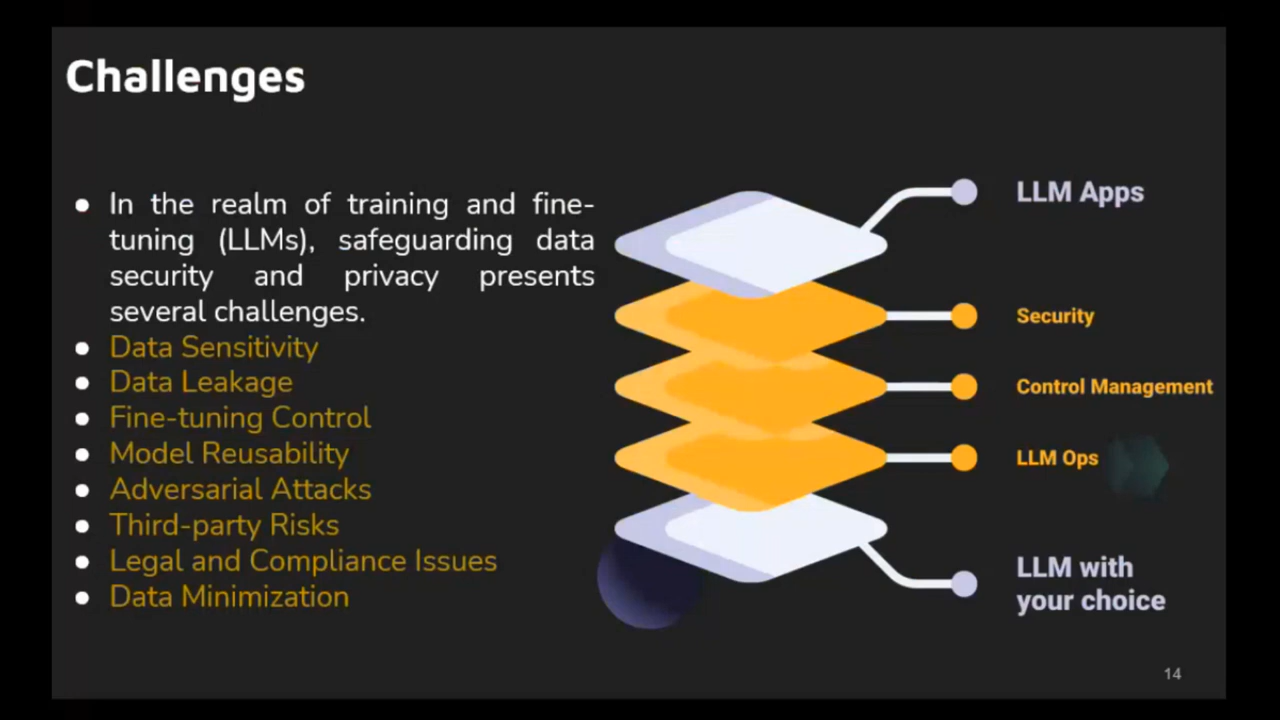 Challenges
In the realm of training and fine-
tuning (LLMs), safeguarding data
security and privacy presents
several challenges.
Data Sensitivity
Data Leakage
Fine-tuning Control
Model Reusability
Adversarial Attacks
Third-party Risks
Legal and Compliance Issues
Data Minimization
LLM Apps
Security
Control Management
LLM Ops
LLM with
your choice
14